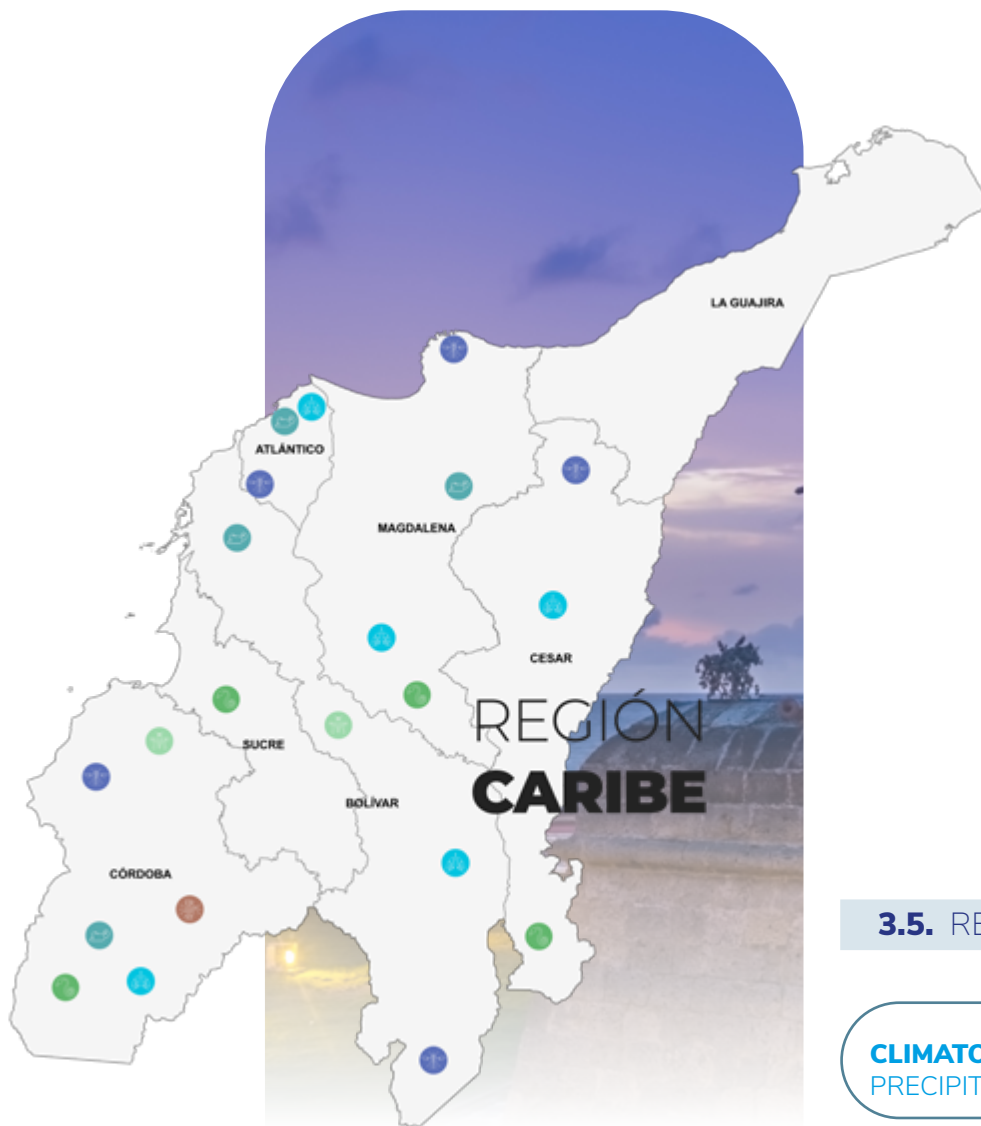 LA GUAJIRA
ATLÁNTICO
MAGDALENA
CESAR
REGIÓN
CARIBE
SUCRE
BOLÍVAR
CÓRDOBA
3.5. RE
CLIMATO
PRECIPIT